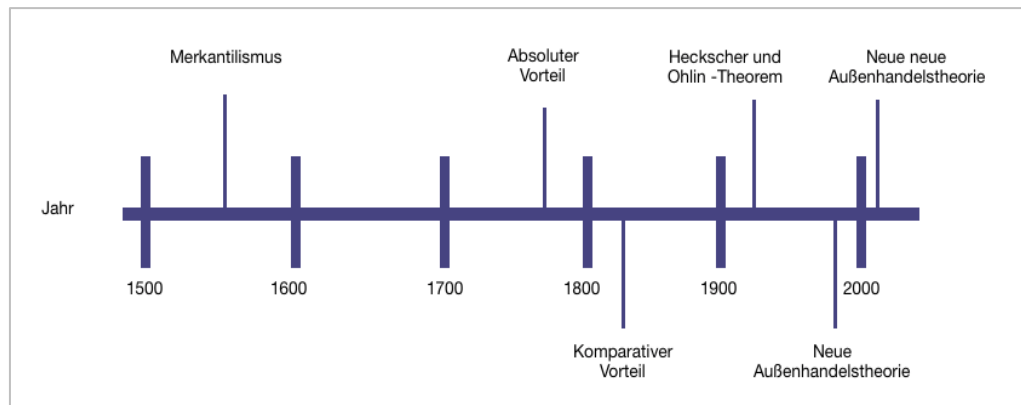 Merkantilismus
Absoluter
Vorteil
Heckscher und
Ohlin -Theorem
Neue neue
Außenhandelstheorie
Jahr
1500
1600
1700
1800
1900
2000
Komparativer
Vorteil
Neue
Außenhandelstheorie